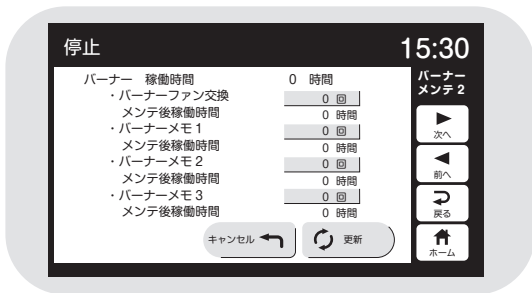 停止
15:30
バーナー
メンテ 2
バーナー 稼働時間 0 時間
・バーナーファン交換 0 回
メンテ後稼働時間 0 時間
・バーナーメモ 1 0 回
メンテ後稼働時間 0 時間
・バーナーメモ 2 0 回
メンテ後稼働時間 0 時間
・バーナーメモ 3 0 回
メンテ後稼働時間 0 時間
キャンセル
更新
次へ
前へ
戻る
ホーム